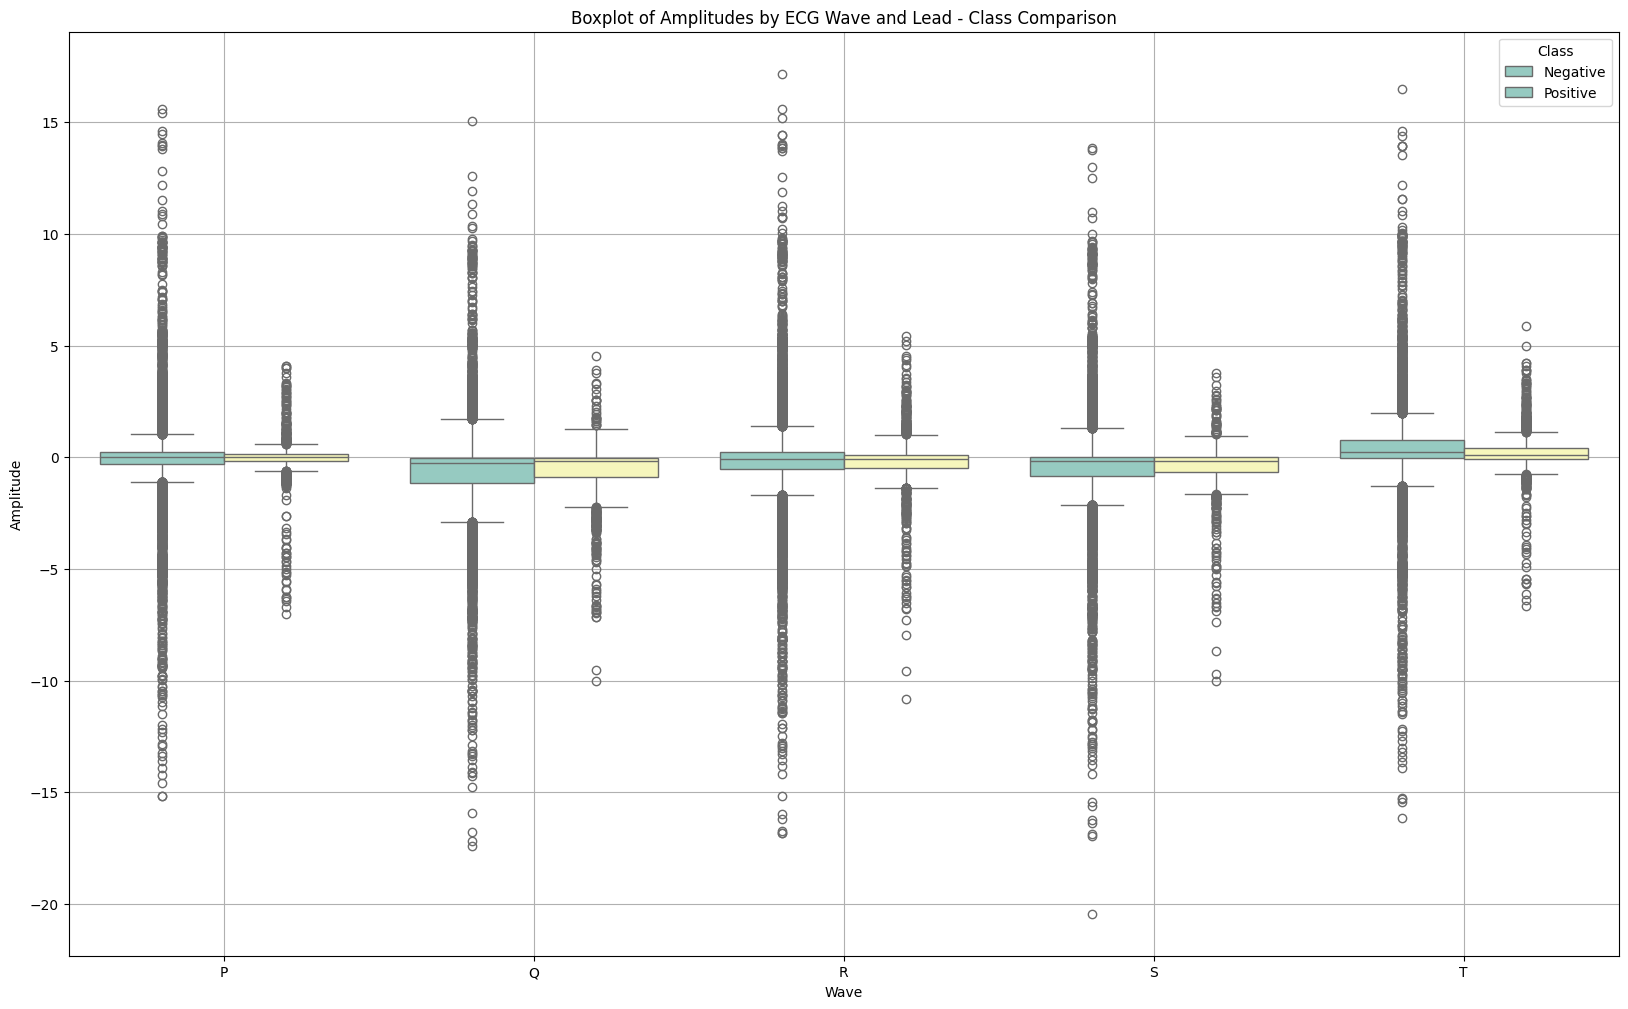 Boxplot of Amplitudes by ECG Wave and Lead - Class Comparison
Class
Negative
Positive
15
10
5
0
−5
−10
−15
−20
Amplitude
P Q R S T
Wave